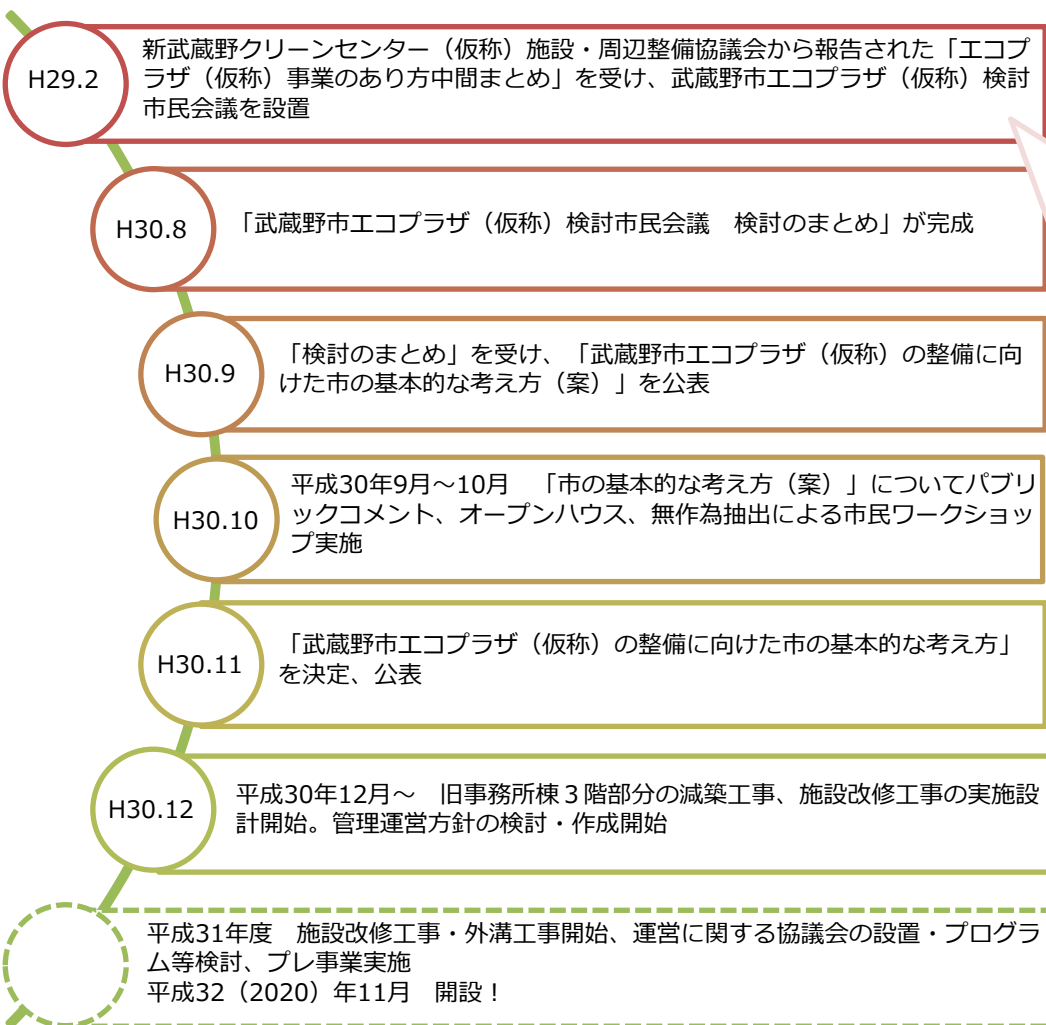 H29.2
新武蔵野クリーンセンター（仮称）施設・周辺整備協議会から報告された「エコプ
ラザ（仮称）事業のあり方中間まとめ」を受け、武蔵野市エコプラザ（仮称）検討
市民会議を設置
H30.8
「武蔵野市エコプラザ（仮称）検討市民会議　検討のまとめ」が完成
H30.9
「検討のまとめ」を受け、「武蔵野市エコプラザ（仮称）の整備に向
けた市の基本的な考え方（案）」を公表
H30.10
平成30年9月～10月　「市の基本的な考え方（案）」についてパブリ
ックコメント、オープンハウス、無作為抽出による市民ワークショッ
プ実施
H30.11
「武蔵野市エコプラザ（仮称）の整備に向けた市の基本的な考え方」
を決定、公表
H30.12
平成30年12月～　旧事務所棟３階部分の減築工事、施設改修工事の実施設
計開始。管理運営方針の検討・作成開始
平成31年度　施設改修工事・外溝工事開始、運営に関する協議会の設置・プログラ
ム等検討、プレ事業実施
平成32（2020）年11月　開設！